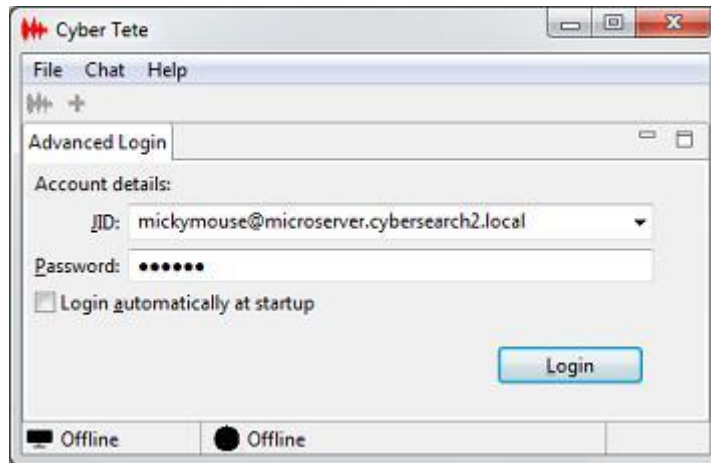 Cyber Tete
File Chat Help
Advanced Login
Account details:
JID: mickymouse@microserver.cybersearch2.local
Password: ••••••
Login automatically at startup
Login
Offline Offline